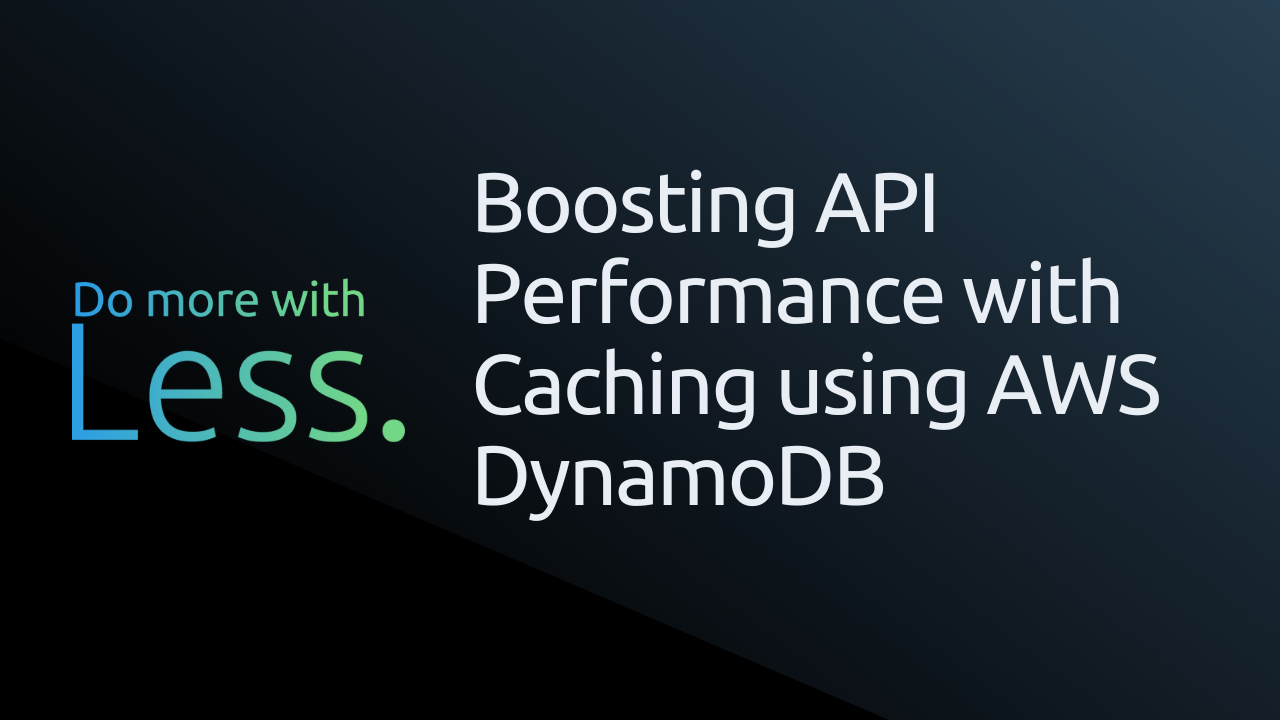 Do more with
Less.
Boosting API
Performance with
Caching using AWS
DynamoDB